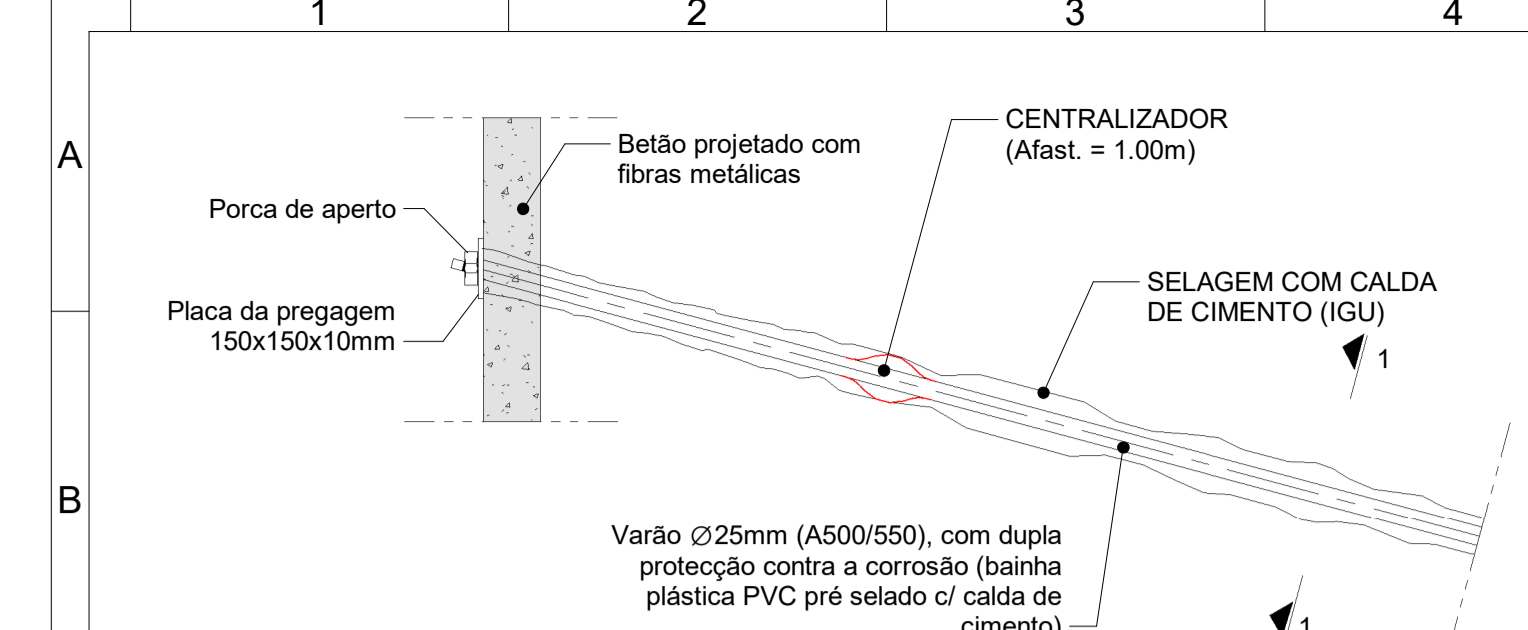 1
2
3
4
A
B
CENTRALIZADOR
(Afast. = 1.00m)
Betão projetado com
fibras metálicas
Porca de aperto
SELAGEM COM CALDA
DE CIMENTO (IGU)
Placa da pregagem
150x150x10mm
1
Varão Ø25mm (A500/550), com dupla
protecção contra a corrosão (bainha
plástica PVC pré selado c/ calda de
cimento)
1